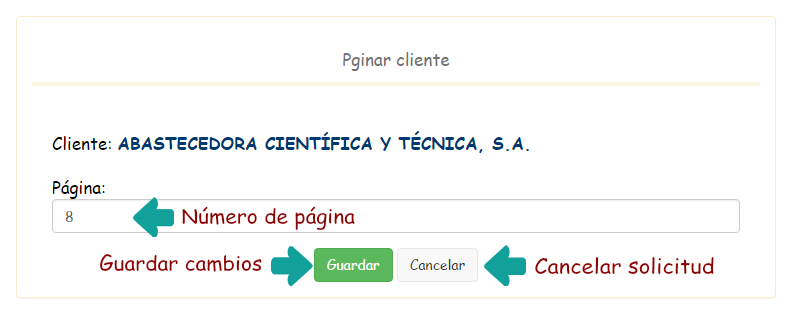 Pginar cliente
Cliente: ABASTECEDORA CIENTÍFICA Y TÉCNICA, S.A.
Página:
8 Número de página
Guardar cambios Guardar Cancelar Cancelar solicitud